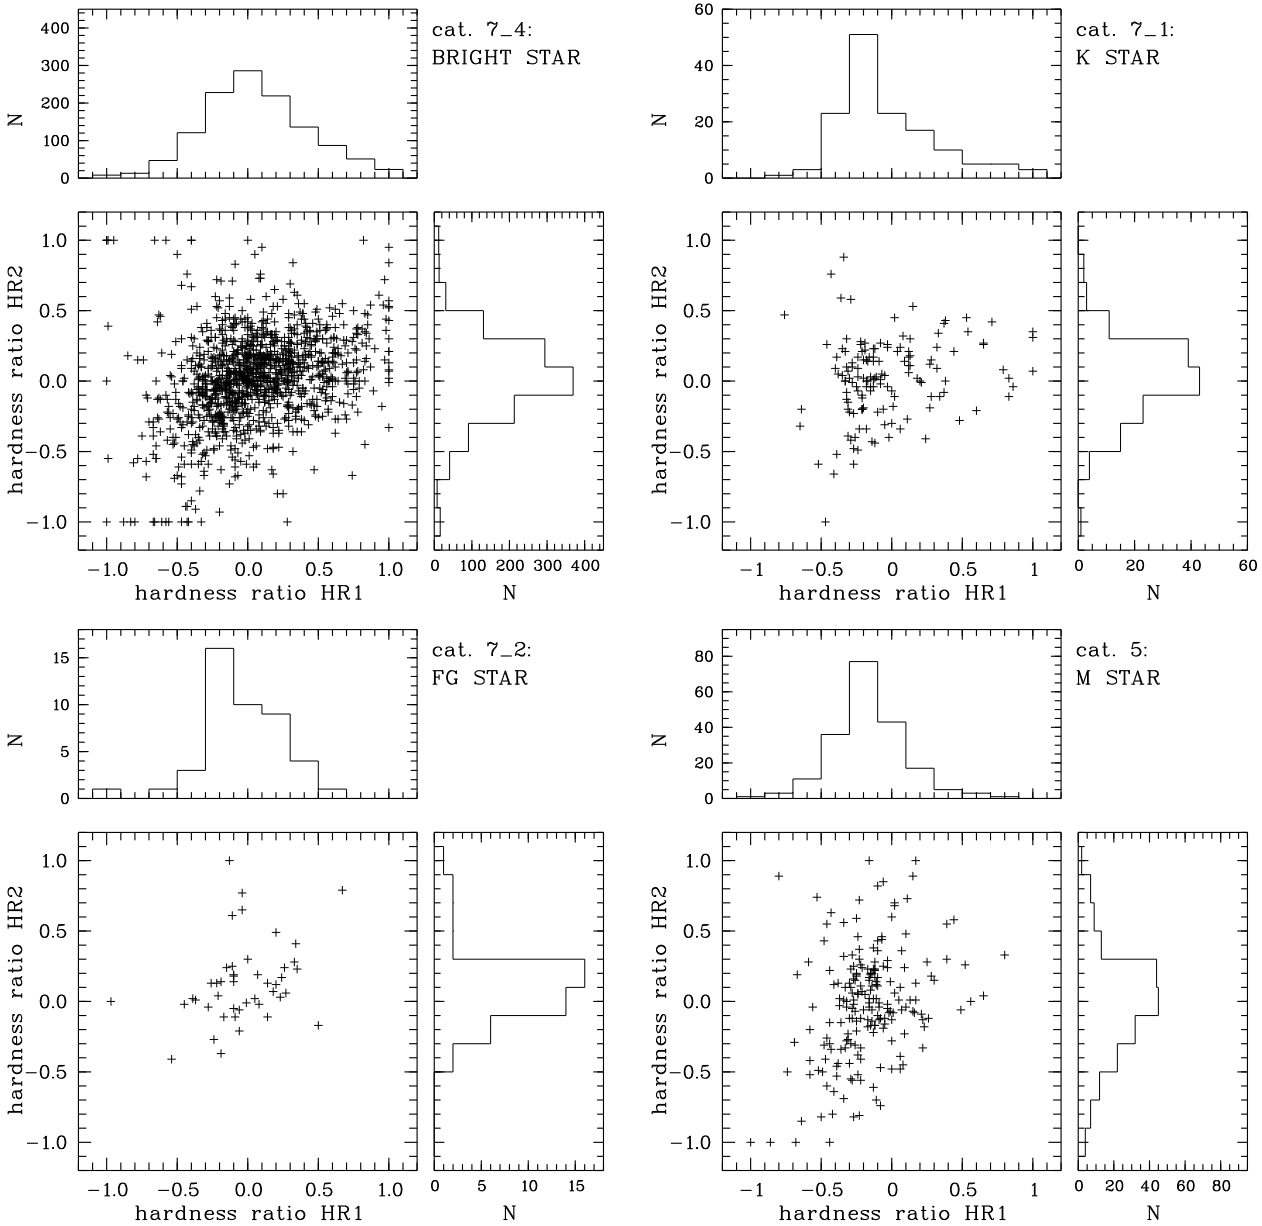 cat. 7_4:
BRIGHT STAR
N
400
300
200
100
0
hardness ratio HR2
1.0
0.5
0.0
−0.5
−1.0
−1.0 −0.5 0.0 0.5 1.0
hardness ratio HR1
0 100 200 300 400
N
cat. 7_1:
K STAR
N
60
40
20
0
hardness ratio HR2
1.0
0.5
0.0
−0.5
−1.0
−1 −0.5 0.0 0.5 1
hardness ratio HR1
0 20 40 60
N
cat. 7_2:
FG STAR
N
15
10
5
0
hardness ratio HR2
1.0
0.5
0.0
−0.5
−1.0
−1.0 −0.5 0.0 0.5 1.0
hardness ratio HR1
0 5 10 15
N
cat. 5:
M STAR
N
80
60
40
20
0
hardness ratio HR2
1.0
0.5
0.0
−0.5
−1.0
−1 −0.5 0.0 0.5 1
hardness ratio HR1
0 20 40 60 80
N